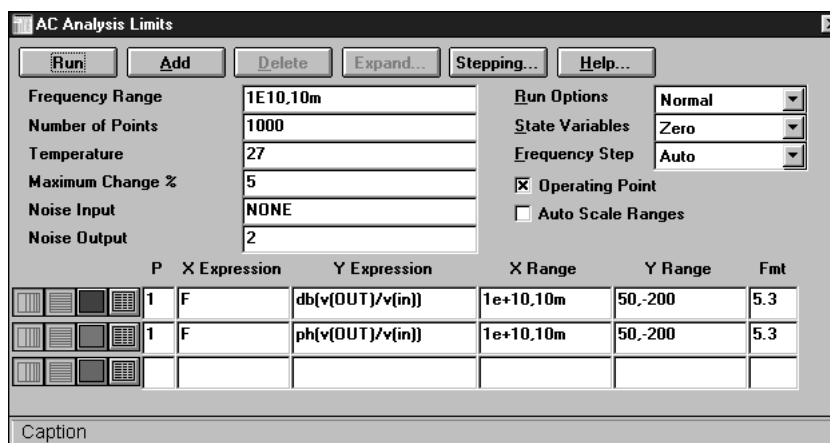 AC Analysis Limits
Run Add Delete Expand... Stepping... Help...
Frequency Range 1E10,10m Run Options Normal
Number of Points 1000 State Variables Zero
Temperature 27 Frequency Step Auto
Maximum Change % 5 Operating Point
Noise Input NONE Auto Scale Ranges
Noise Output 2
P X Expression Y Expression X Range Y Range Fmt
1 F db(v(OUT)/v(in)) 1e+10,10m 50,-200 5.3
1 F ph(v(OUT)/v(in)) 1e+10,10m 50,-200 5.3
Caption